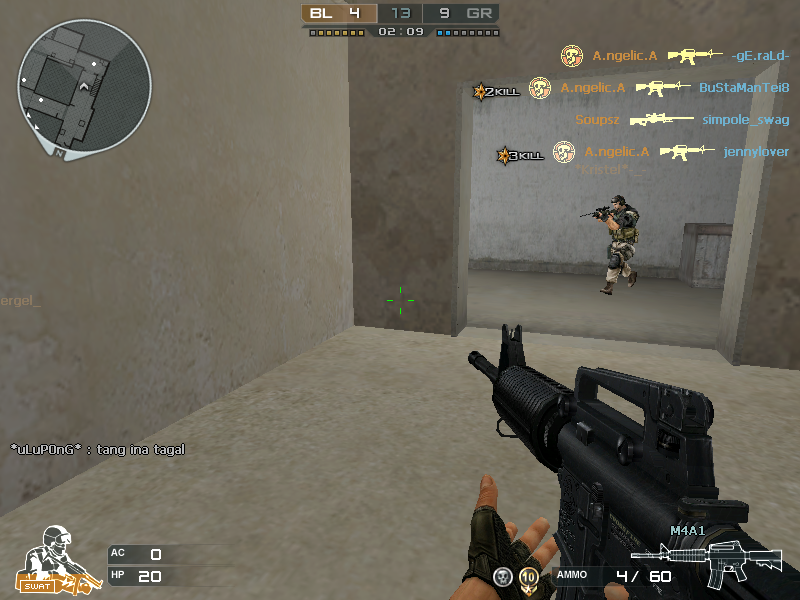 BL 4 13 9 GR
02:09
A.ngelic.A -gE.raLd-
2KILL A.ngelic.A BuStaManTei8
Soupsz simpole_swag
3KILL A.ngelic.A jennylover
*Kristel*
N
ergel_
*uLuP0nG* : tang ina tagal
M4A1
AC 0
HP 20
SWAT
10
AMMO 4 / 60